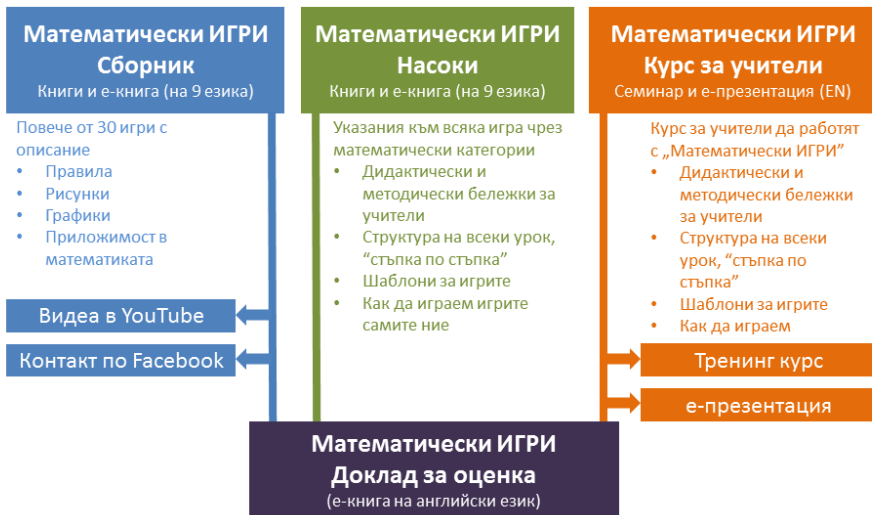 Математически ИГРИ
Сборник
Книги и е-книга (на 9 езика)
Повече от 30 игри с
описание
• Правила
• Рисунки
• Графики
• Приложимост в
математиката
Видеа в YouTube
Контакт по Facebook
Математически ИГРИ
Насоки
Книги и е-книга (на 9 езика)
Указания към всяка игра чрез
математически категории
• Дидактически и
методически бележки за
учители
• Структура на всеки урок,
“стъпка по стъпка”
• Шаблони за игрите
• Как да играем игрите
самите ние
Математически ИГРИ
Курс за учители
Семинар и е-презентация (EN)
Курс за учители да работят
с „Математически ИГРИ”
• Дидактически и
методически бележки
за учители
• Структура на всеки
урок, “стъпка по
стъпка”
• Шаблони за игрите
• Как да играем
Тренинг курс
е-презентация
Математически ИГРИ
Доклад за оценка
(е-книга на английски език)